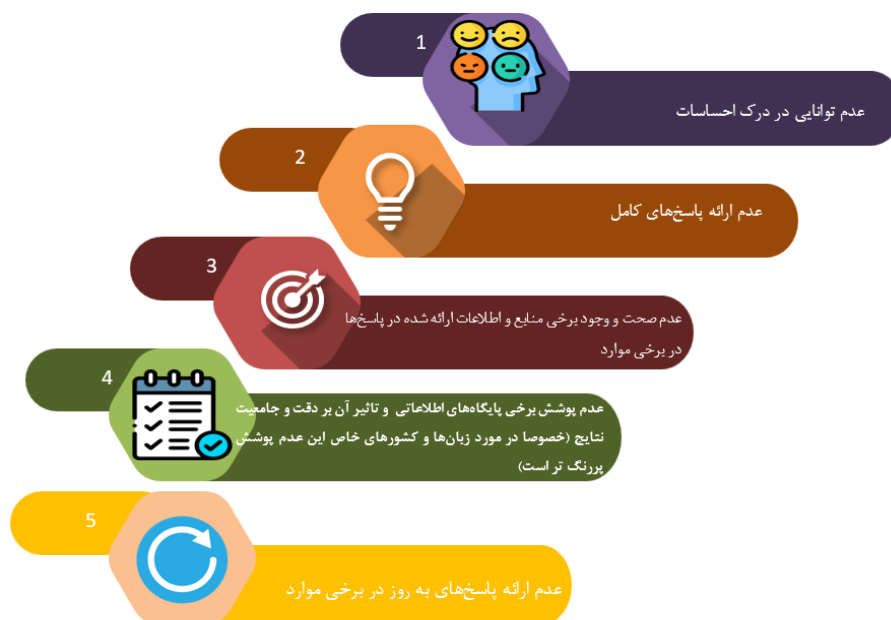 1
عدم توانایی در درک احساسات
2
عدم ارائه پاسخ‌های کامل
3
عدم صحت و وجود برخی منابع و اطلاعات ارائه شده در پاسخ‌ها
در برخی موارد
4
عدم پوشش برخی پایگاه‌های اطلاعاتی و تاثیر آن بر دقت و جامعیت
نتایج (خصوصا در مورد زبان‌ها و کشورهای خاص این عدم پوشش
پررنگ تر است)
5
عدم ارائه پاسخ‌های به روز در برخی موارد